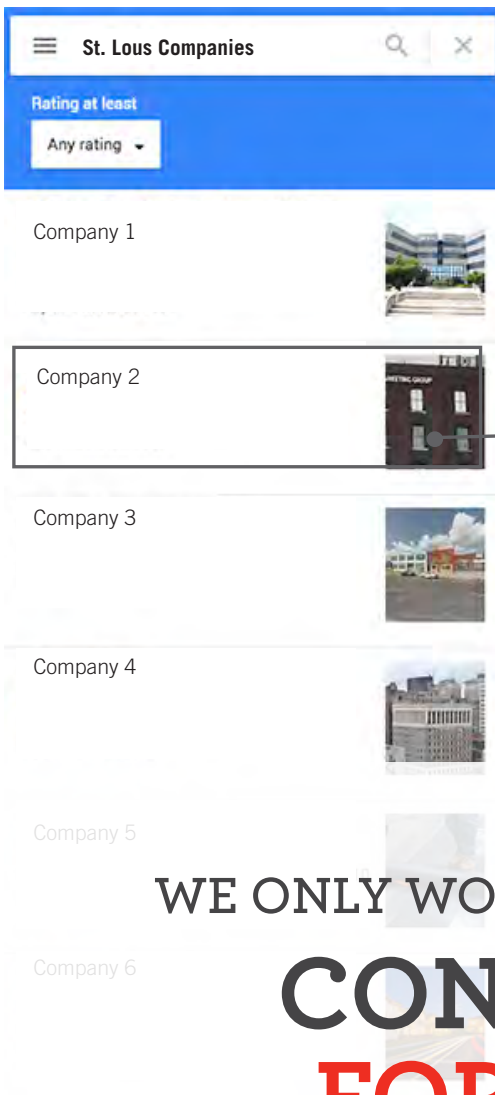 St. Lous Companies
Rating at least
Any rating
Company 1
Company 2
Company 3
Company 4
Company 5
WE ONLY WO
Company 6
CON
FOR